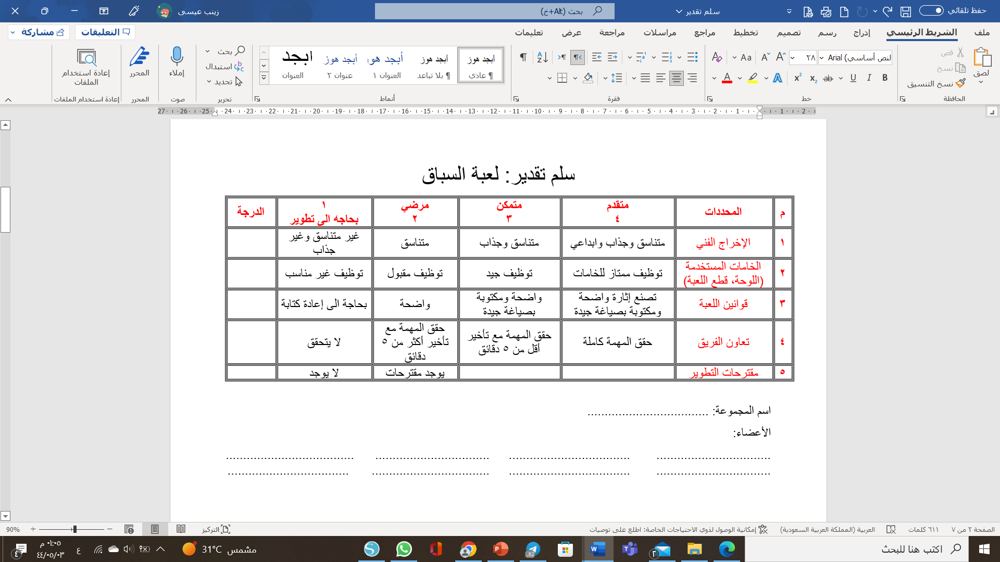 حفظ تلقائي
سلم تقدير
بحث (Alt+خ)
زينب عيسى
ملف
الشريط الرئيسي
إدراج
رسم
تصميم
تخطيط
مراجع
مراسلات
مراجعة
عرض
تعليمات
التعليقات
مشاركة
لصق
قص
نسخ
نسخ التنسيق
الحافظة
Arial (لنص أساسي
٢٨
خط
فقرة
أبجد هوز
¶ عادي
أبجد هوز
¶ بلا تباعد
أبجد هوز
العنوان ١
أبجد هوز
عنوان ٢
ابجد
العنوان
أنماط
بحث
استبدال
تحديد
تحرير
إملاء
صوت
المحرر
المحرر
إعادة استخدام
الملفات
إعادة استخدام الملفات
2 1 1 2 3 4 5 6 7 8 9 10 11 12 13 14 15 16 17 18 19 20 21 22 23 24 25 26 27
سلم تقدير: لعبة السباق
م
المحددات
متقدم
٤
متمكن
٣
مرضي
٢
١
بحاجه الى تطوير
الدرجة
١
الإخراج الفني
متناسق وجذاب وابداعي
متناسق وجذاب
متناسق
غير متناسق وغير
جذاب
٢
الخامات المستخدمة
(اللوحة، قطع اللعبة)
توظيف ممتاز للخامات
توظيف جيد
توظيف مقبول
توظيف غير مناسب
٣
قوانين اللعبة
تصنع إثارة واضحة
ومكتوبة بصياغة جيدة
واضحة ومكتوبة
بصياغة جيدة
واضحة
بحاجة الى إعادة كتابة
٤
تعاون الفريق
حقق المهمة كاملة
حقق المهمة مع تأخير
أقل من ٥ دقائق
حقق المهمة مع
تأخير أكثر من ٥
دقائق
لا يتحقق
٥
مقترحات التطوير
يوجد مقترحات
لا يوجد
اسم المجموعة: ...................................
الأعضاء:
................................. ................................... ................................. .....................................
................................. ................................... .................................. ...................................
الصفحة ٢ من ٧
٦١١ كلمات
العربية (المملكة العربية السعودية)
إمكانية الوصول لذوي الاحتياجات الخاصة: اطلع على توصيات
التركيز
90%
اكتب هنا للبحث
٢
82
31°C مشمس
ع
٠١:٠٥ م
٤٤/٠٥/٠٣
٤